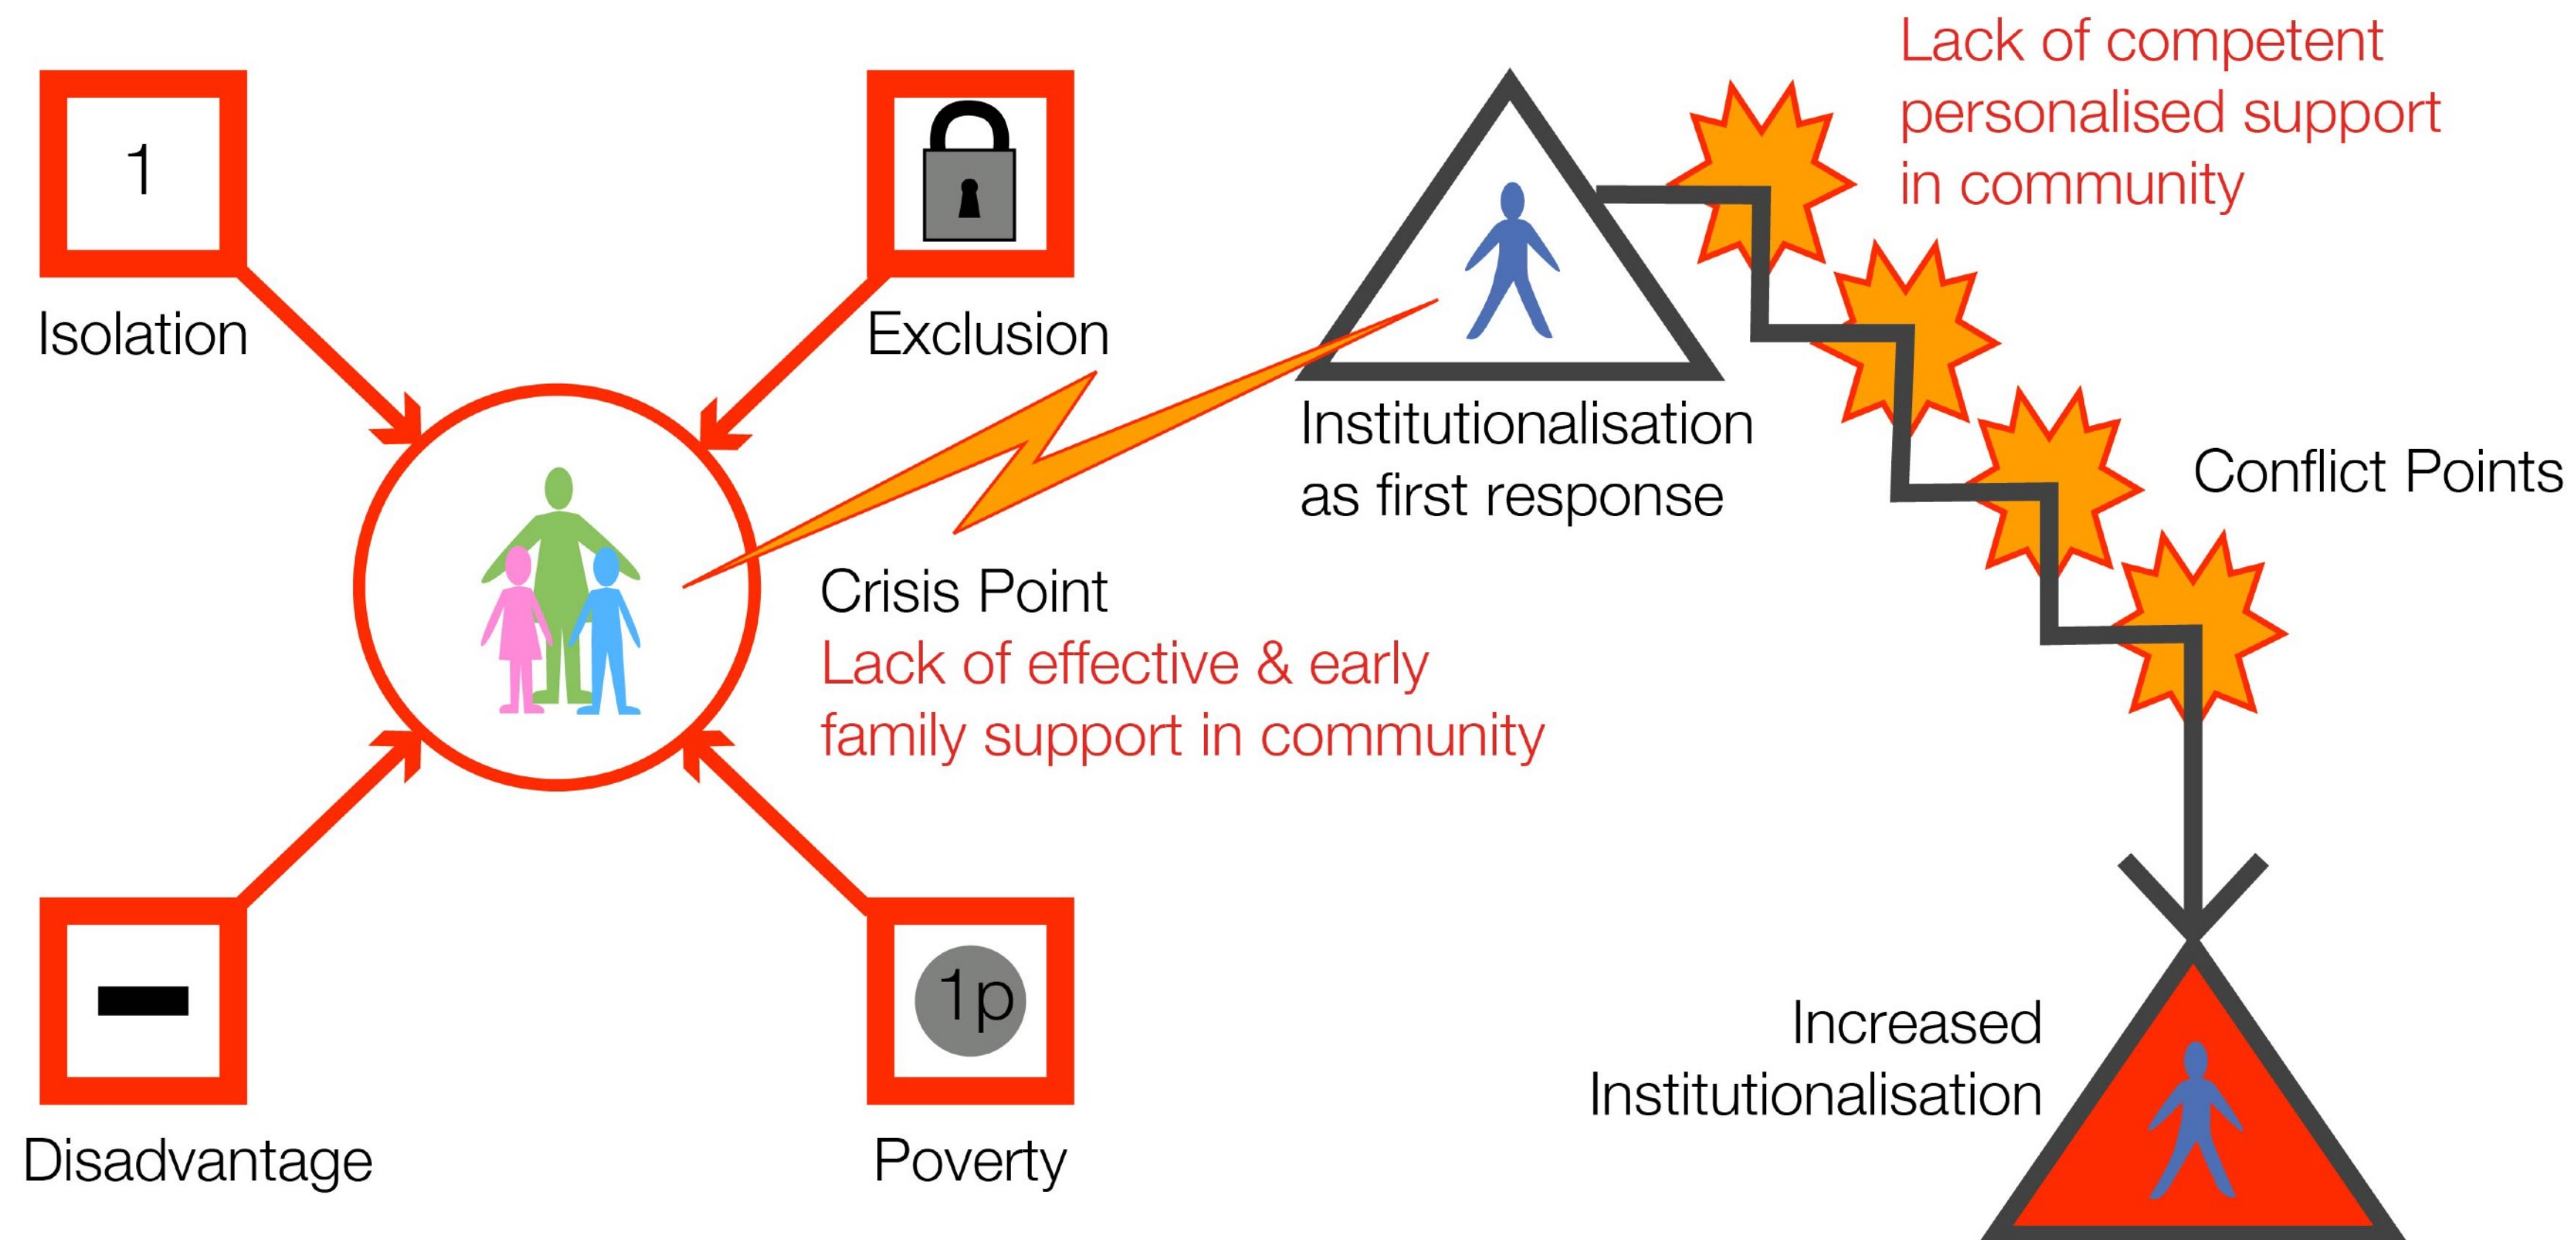 1
Isolation
Exclusion
Crisis Point
Lack of effective & early
family support in community
Disadvantage
1p
Poverty
Institutionalisation
as first response
Lack of competent
personalised support
in community
Conflict Points
Increased
Institutionalisation